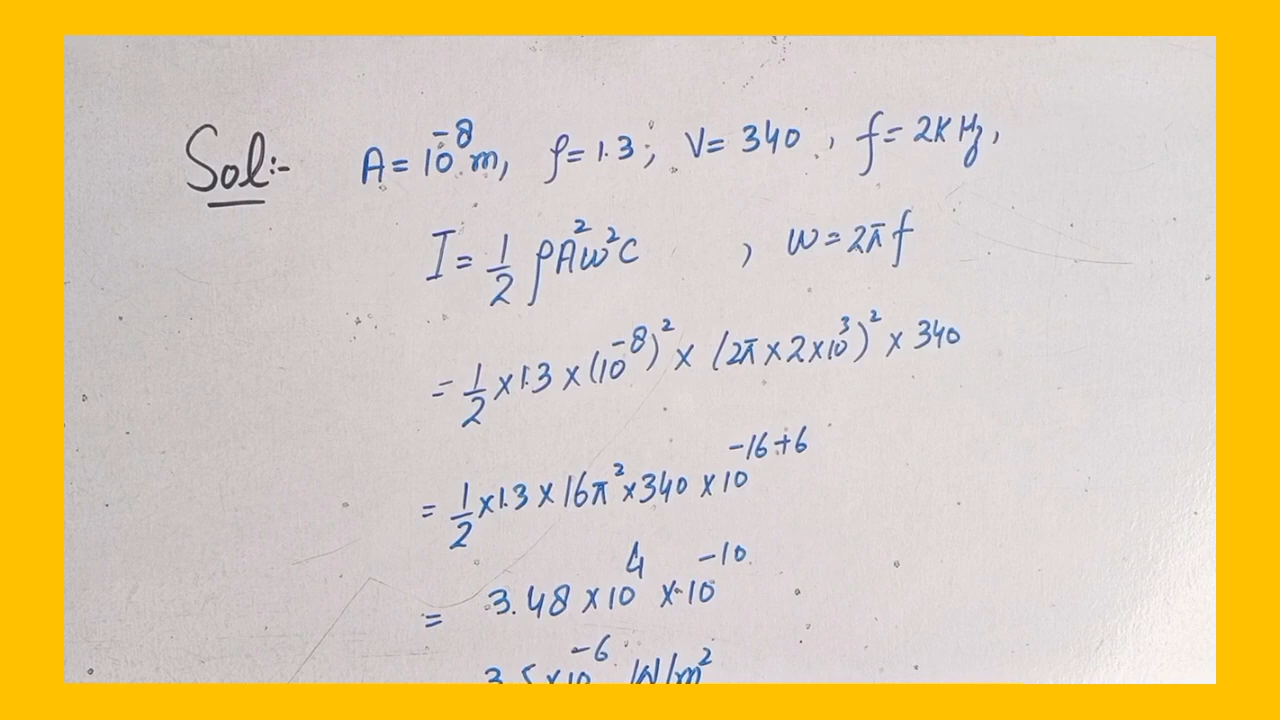 Sol:- A = 10⁻⁸ m, ρ = 1.3 ; V = 340 , f = 2KHz,
I = 1/2 ρA²ω²C , ω = 2πf
= 1/2 × 1.3 × (10⁻⁸)² × (2π × 2 × 10³)² × 340
= 1/2 × 1.3 × 16π² × 340 × 10⁻¹⁶⁺⁶
= 3.48 × 10⁴ × 10⁻¹⁰
3.5 × 10⁻⁶ W/m²